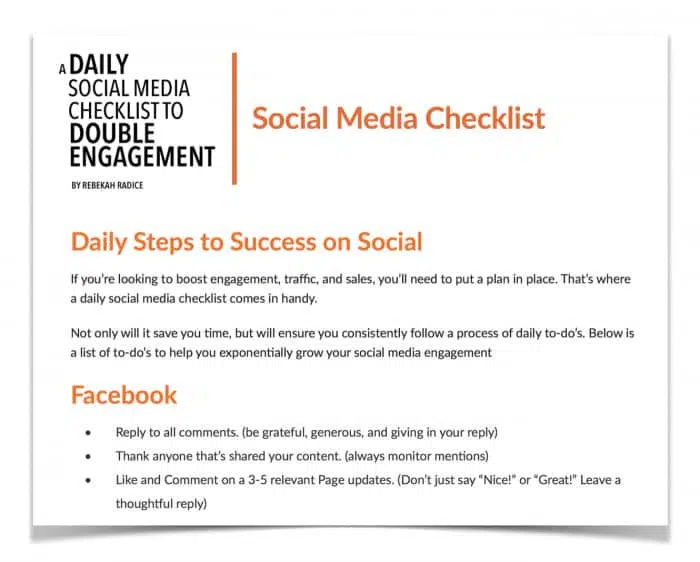 A DAILY
SOCIAL MEDIA
CHECKLIST TO
DOUBLE
ENGAGEMENT
BY REBEKAH RADICE
Social Media Checklist
Daily Steps to Success on Social
If you're looking to boost engagement, traffic, and sales, you'll need to put a plan in place. That's where
a daily social media checklist comes in handy.
Not only will it save you time, but will ensure you consistently follow a process of daily to-do's. Below is
a list of to-do's to help you exponentially grow your social media engagement
Facebook
• Reply to all comments. (be grateful, generous, and giving in your reply)
• Thank anyone that's shared your content. (always monitor mentions)
• Like and Comment on a 3-5 relevant Page updates. (Don't just say “Nice!” or “Great!” Leave a
thoughtful reply)